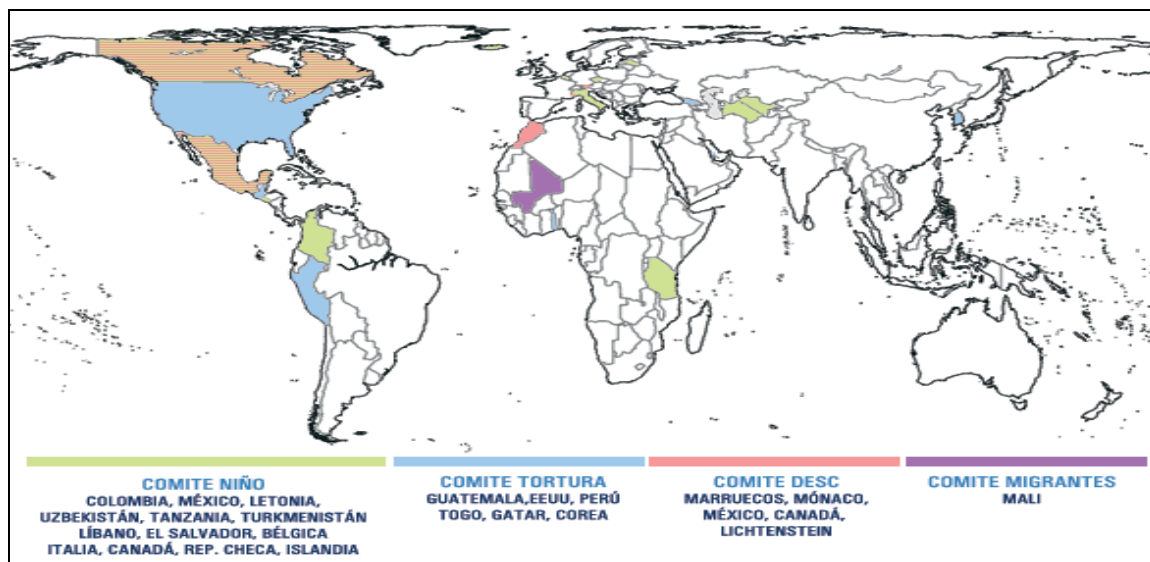 COMITE NIÑO
COLOMBIA, MÉXICO, LETONIA,
UZBEKISTÁN, TANZANIA, TURKMENISTÁN
LÍBANO, EL SALVADOR, BÉLGICA
ITALIA, CANADÁ, REP. CHECA, ISLANDIA
COMITE TORTURA
GUATEMALA,EEUU, PERÚ
TOGO, GATAR, COREA
COMITE DESC
MARRUECOS, MÓNACO,
MÉXICO, CANADÁ,
LICHTENSTEIN
COMITE MIGRANTES
MALI